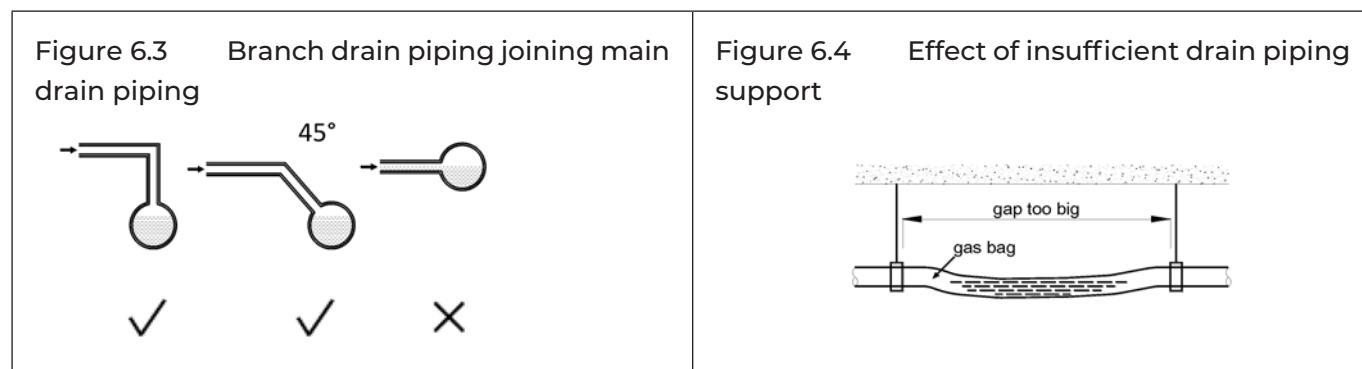 Figure 6.3 Branch drain piping joining main
drain piping
45°
Figure 6.4 Effect of insufficient drain piping
support
gap too big
gas bag